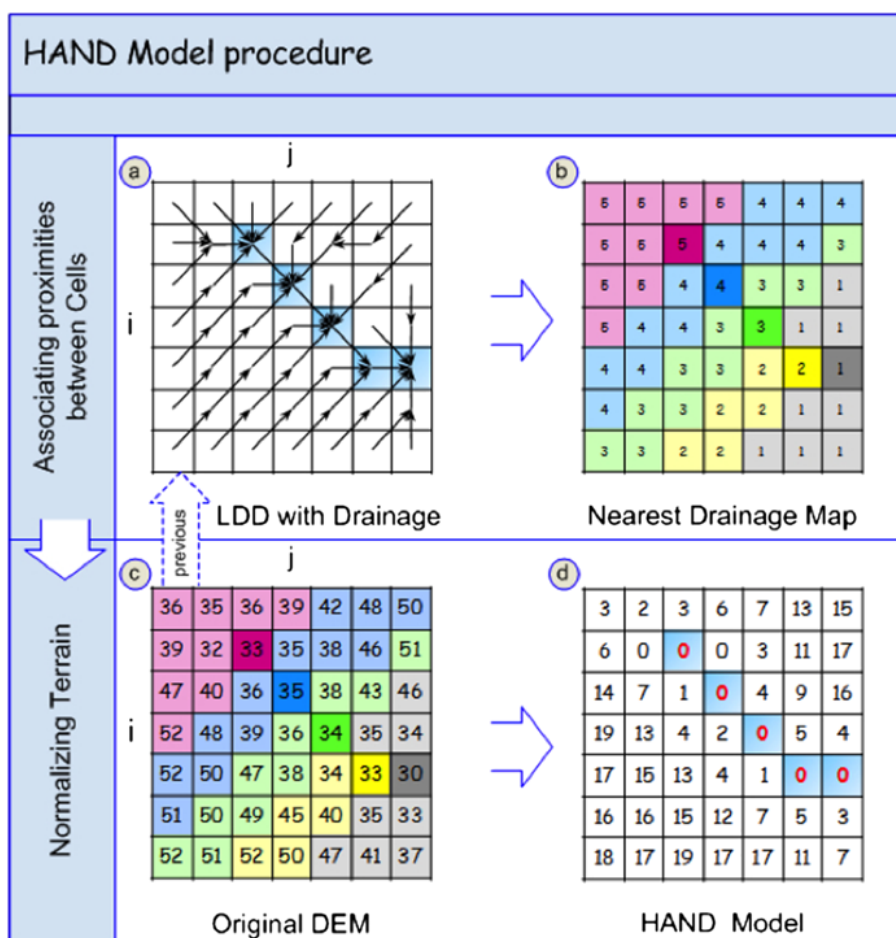 HAND Model procedure
Associating proximities
between Cells
a
j
i
LDD with Drainage
b
5 5 5 5 4 4 4
5 5 5 4 4 4 3
5 5 4 4 3 3 1
5 4 4 3 3 1 1
4 4 3 3 2 2 1
4 3 3 2 2 1 1
3 3 2 2 1 1 1
Nearest Drainage Map
previous
Normalizing Terrain
c
j
i
36 35 36 39 42 48 50
39 32 33 35 38 46 51
47 40 36 35 38 43 46
52 48 39 36 34 35 34
52 50 47 38 34 33 30
51 50 49 45 40 35 33
52 51 52 50 47 41 37
Original DEM
d
3 2 3 6 7 13 15
6 0 0 0 3 11 17
14 7 1 0 4 9 16
19 13 4 2 0 5 4
17 15 13 4 1 0 0
16 16 15 12 7 5 3
18 17 19 17 17 11 7
HAND Model